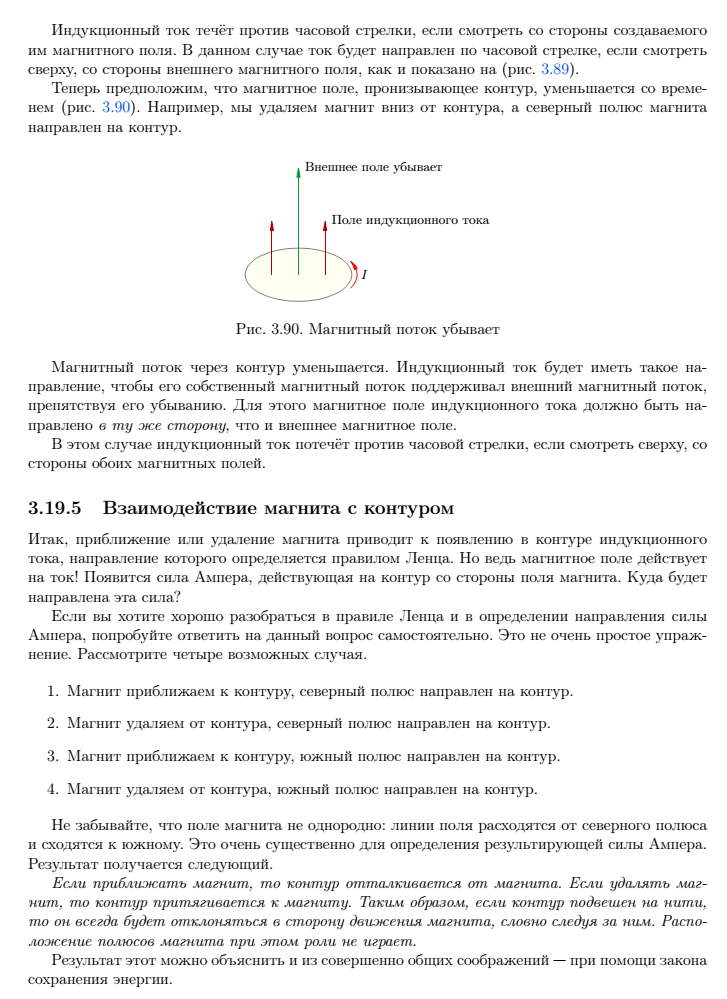 Индукционный ток течёт против часовой стрелки, если смотреть со стороны создаваемого
им магнитного поля. В данном случае ток будет направлен по часовой стрелке, если смотреть
сверху, со стороны внешнего магнитного поля, как и показано на (рис. 3.89).
Теперь предположим, что магнитное поле, пронизывающее контур, уменьшается со време-
нем (рис. 3.90). Например, мы удаляем магнит вниз от контура, а северный полюс магнита
направлен на контур.
Внешнее поле убывает
Поле индукционного тока
I
Рис. 3.90. Магнитный поток убывает
Магнитный поток через контур уменьшается. Индукционный ток будет иметь такое на-
правление, чтобы его собственный магнитный поток поддерживал внешний магнитный поток,
препятствуя его убыванию. Для этого магнитное поле индукционного тока должно быть на-
правлено в ту же сторону, что и внешнее магнитное поле.
В этом случае индукционный ток потечёт против часовой стрелки, если смотреть сверху, со
стороны обоих магнитных полей.
3.19.5 Взаимодействие магнита с контуром
Итак, приближение или удаление магнита приводит к появлению в контуре индукционного
тока, направление которого определяется правилом Ленца. Но ведь магнитное поле действует
на ток! Появится сила Ампера, действующая на контур со стороны поля магнита. Куда будет
направлена эта сила?
Если вы хотите хорошо разобраться в правиле Ленца и в определении направления силы
Ампера, попробуйте ответить на данный вопрос самостоятельно. Это не очень простое упраж-
нение. Рассмотрите четыре возможных случая.
1. Магнит приближаем к контуру, северный полюс направлен на контур.
2. Магнит удаляем от контура, северный полюс направлен на контур.
3. Магнит приближаем к контуру, южный полюс направлен на контур.
4. Магнит удаляем от контура, южный полюс направлен на контур.
Не забывайте, что поле магнита не однородно: линии поля расходятся от северного полюса
и сходятся к южному. Это очень существенно для определения результирующей силы Ампера.
Результат получается следующий.
Если приближать магнит, то контур отталкивается от магнита. Если удалять маг-
нит, то контур притягивается к магниту. Таким образом, если контур подвешен на нити,
то он всегда будет отклоняться в сторону движения магнита, словно следуя за ним. Распо-
ложение полюсов магнита при этом роли не играет.
Результат этот можно объяснить и из совершенно общих соображений — при помощи закона
сохранения энергии.